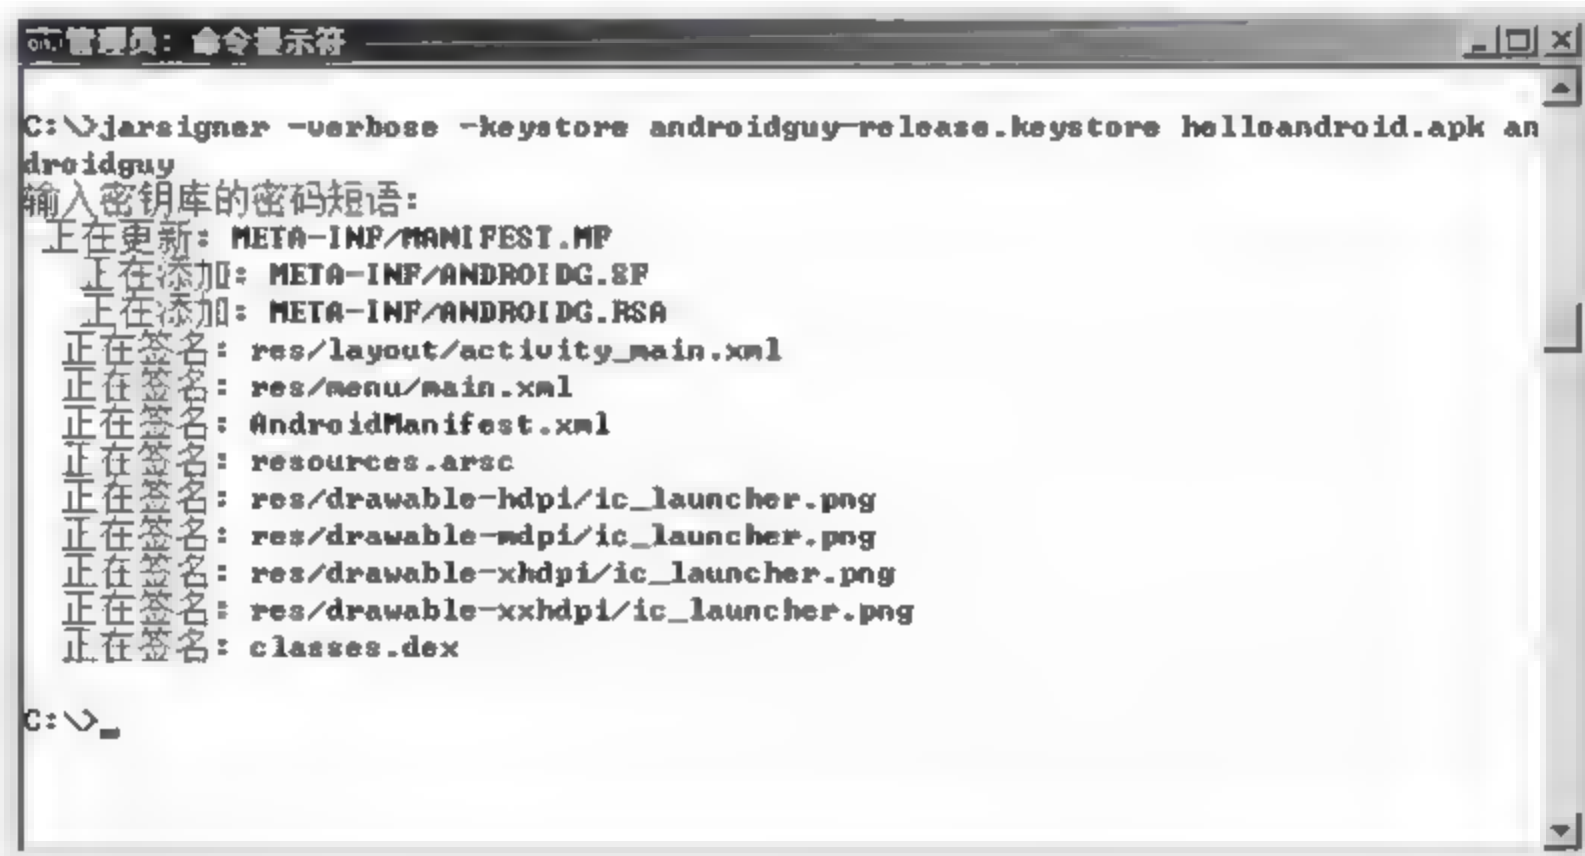 管理员: 命令提示符
C:\>jarsigner -verbose -keystore androidguy-release.keystore helloandroid.apk an
droidguy
输入密钥库的密码短语:
正在更新: META-INF/MANIFEST.MF
正在添加: META-INF/ANDROIDG.SF
正在添加: META-INF/ANDROIDG.RSA
正在签名: res/layout/activity_main.xml
正在签名: res/menu/main.xml
正在签名: AndroidManifest.xml
正在签名: resources.arsc
正在签名: res/drawable-hdpi/ic_launcher.png
正在签名: res/drawable-mdpi/ic_launcher.png
正在签名: res/drawable-xhdpi/ic_launcher.png
正在签名: res/drawable-xxhdpi/ic_launcher.png
正在签名: classes.dex
C:\>_